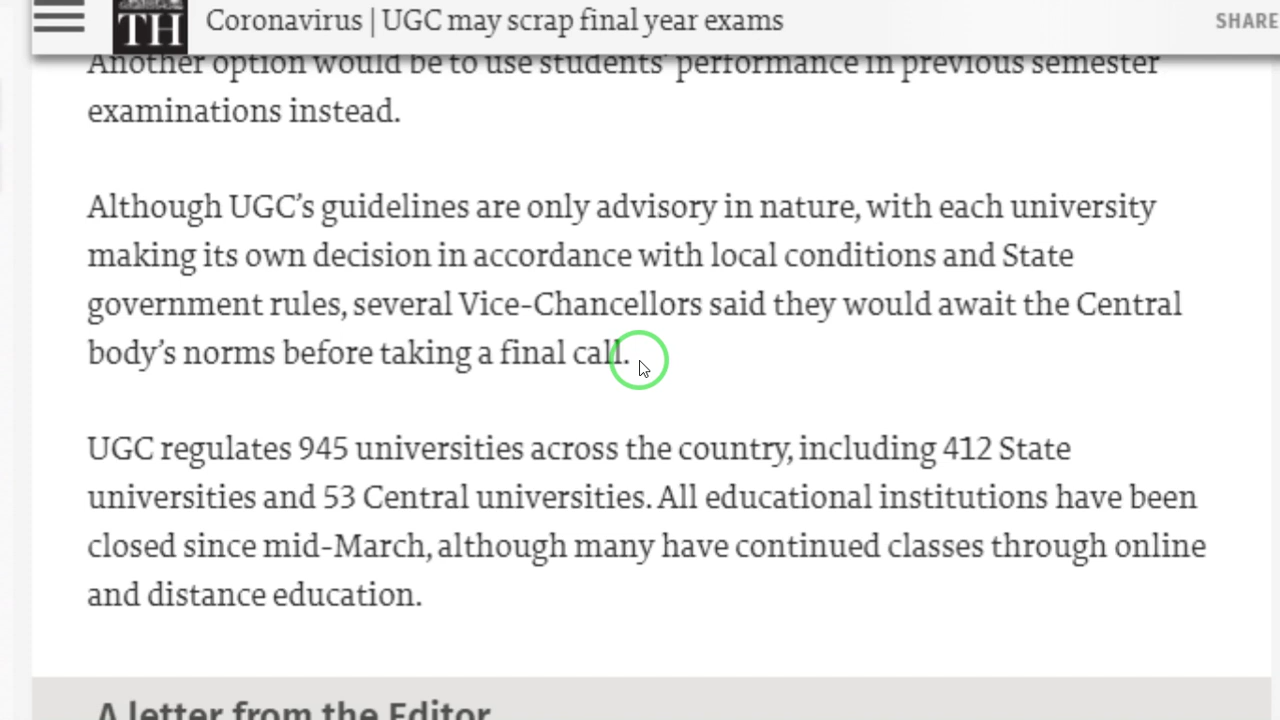 TH
Coronavirus | UGC may scrap final year exams
SHARE
Another option would be to use students' performance in previous semester
examinations instead.
Although UGC’s guidelines are only advisory in nature, with each university
making its own decision in accordance with local conditions and State
government rules, several Vice-Chancellors said they would await the Central
body’s norms before taking a final call.
UGC regulates 945 universities across the country, including 412 State
universities and 53 Central universities. All educational institutions have been
closed since mid-March, although many have continued classes through online
and distance education.
A letter from the Editor